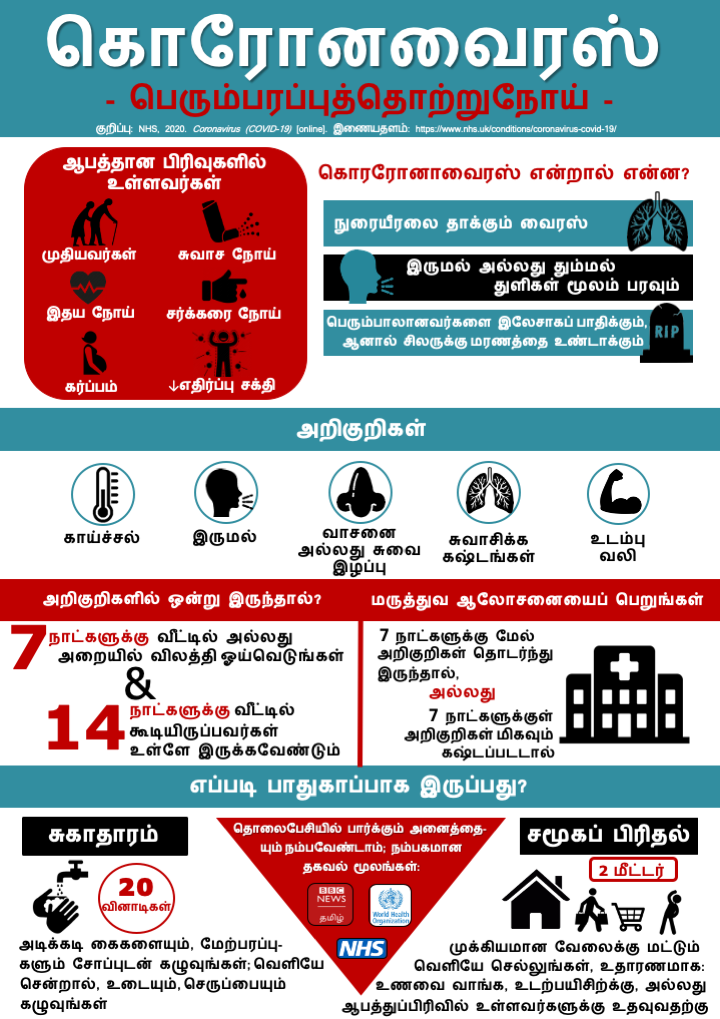 கொரோனவைரஸ்
- பெரும்பரப்புத்தொற்றுநோய் -
குறிப்பு: NHS, 2020. Coronavirus (COVID-19) [online]. இணையதளம்: https://www.nhs.uk/conditions/coronavirus-covid-19/
ஆபத்தான பிரிவுகளில்
உள்ளவர்கள்
முதியவர்கள்
சுவாச நோய்
இதய நோய்
சர்க்கரை நோய்
கர்ப்பம்
↓எதிர்ப்பு சக்தி
கொரரோனாவைரஸ் என்றால் என்ன?
நுரையீரலை தாக்கும் வைரஸ்
இருமல் அல்லது தும்மல்
துளிகள் மூலம் பரவும்
பெரும்பாலானவர்களை இலேசாகப் பாதிக்கும்,
ஆனால் சிலருக்கு மரணத்தை உண்டாக்கும்
RIP
அறிகுறிகள்
காய்ச்சல்
இருமல்
வாசனை
அல்லது சுவை
இழப்பு
சுவாசிக்க
கஷ்டங்கள்
உடம்பு
வலி
அறிகுறிகளில் ஒன்று இருந்தால்?
7 நாட்களுக்கு வீட்டில் அல்லது
அறையில் விலத்தி ஓய்வெடுங்கள்
&
14 நாட்களுக்கு வீட்டில்
கூடியிருப்பவர்கள்
உள்ளே இருக்கவேண்டும்
மருத்துவ ஆலோசனையைப் பெறுங்கள்
7 நாட்களுக்கு மேல்
அறிகுறிகள் தொடர்ந்து
இருந்தால்,
அல்லது
7 நாட்களுக்குள்
அறிகுறிகள் மிகவும்
கஷ்டப்படடால்
எப்படி பாதுகாப்பாக இருப்பது?
சுகாதாரம்
20
வினாடிகள்
அடிக்கடி கைகளையும், மேற்பரப்பு-
களும் சோப்புடன் கழுவுங்கள்; வெளியே
சென்றால், உடையும், செருப்பையும்
கழுவுங்கள்
தொலைபேசியில் பார்க்கும் அனைத்தை-
யும் நம்பவேண்டாம்; நம்பகமான
தகவல் மூலங்கள்:
BBC
NEWS
தமிழ்
World Health
Organization
NHS
சமூகப் பிரிதல்
2 மீட்டர்
முக்கியமான வேலைக்கு மட்டும்
வெளியே செல்லுங்கள், உதாரணமாக:
உணவை வாங்க, உடற்பயிசிற்க்கு, அல்லது
ஆபத்துப்பிரிவில் உள்ளவர்களுக்கு உதவுவதற்கு